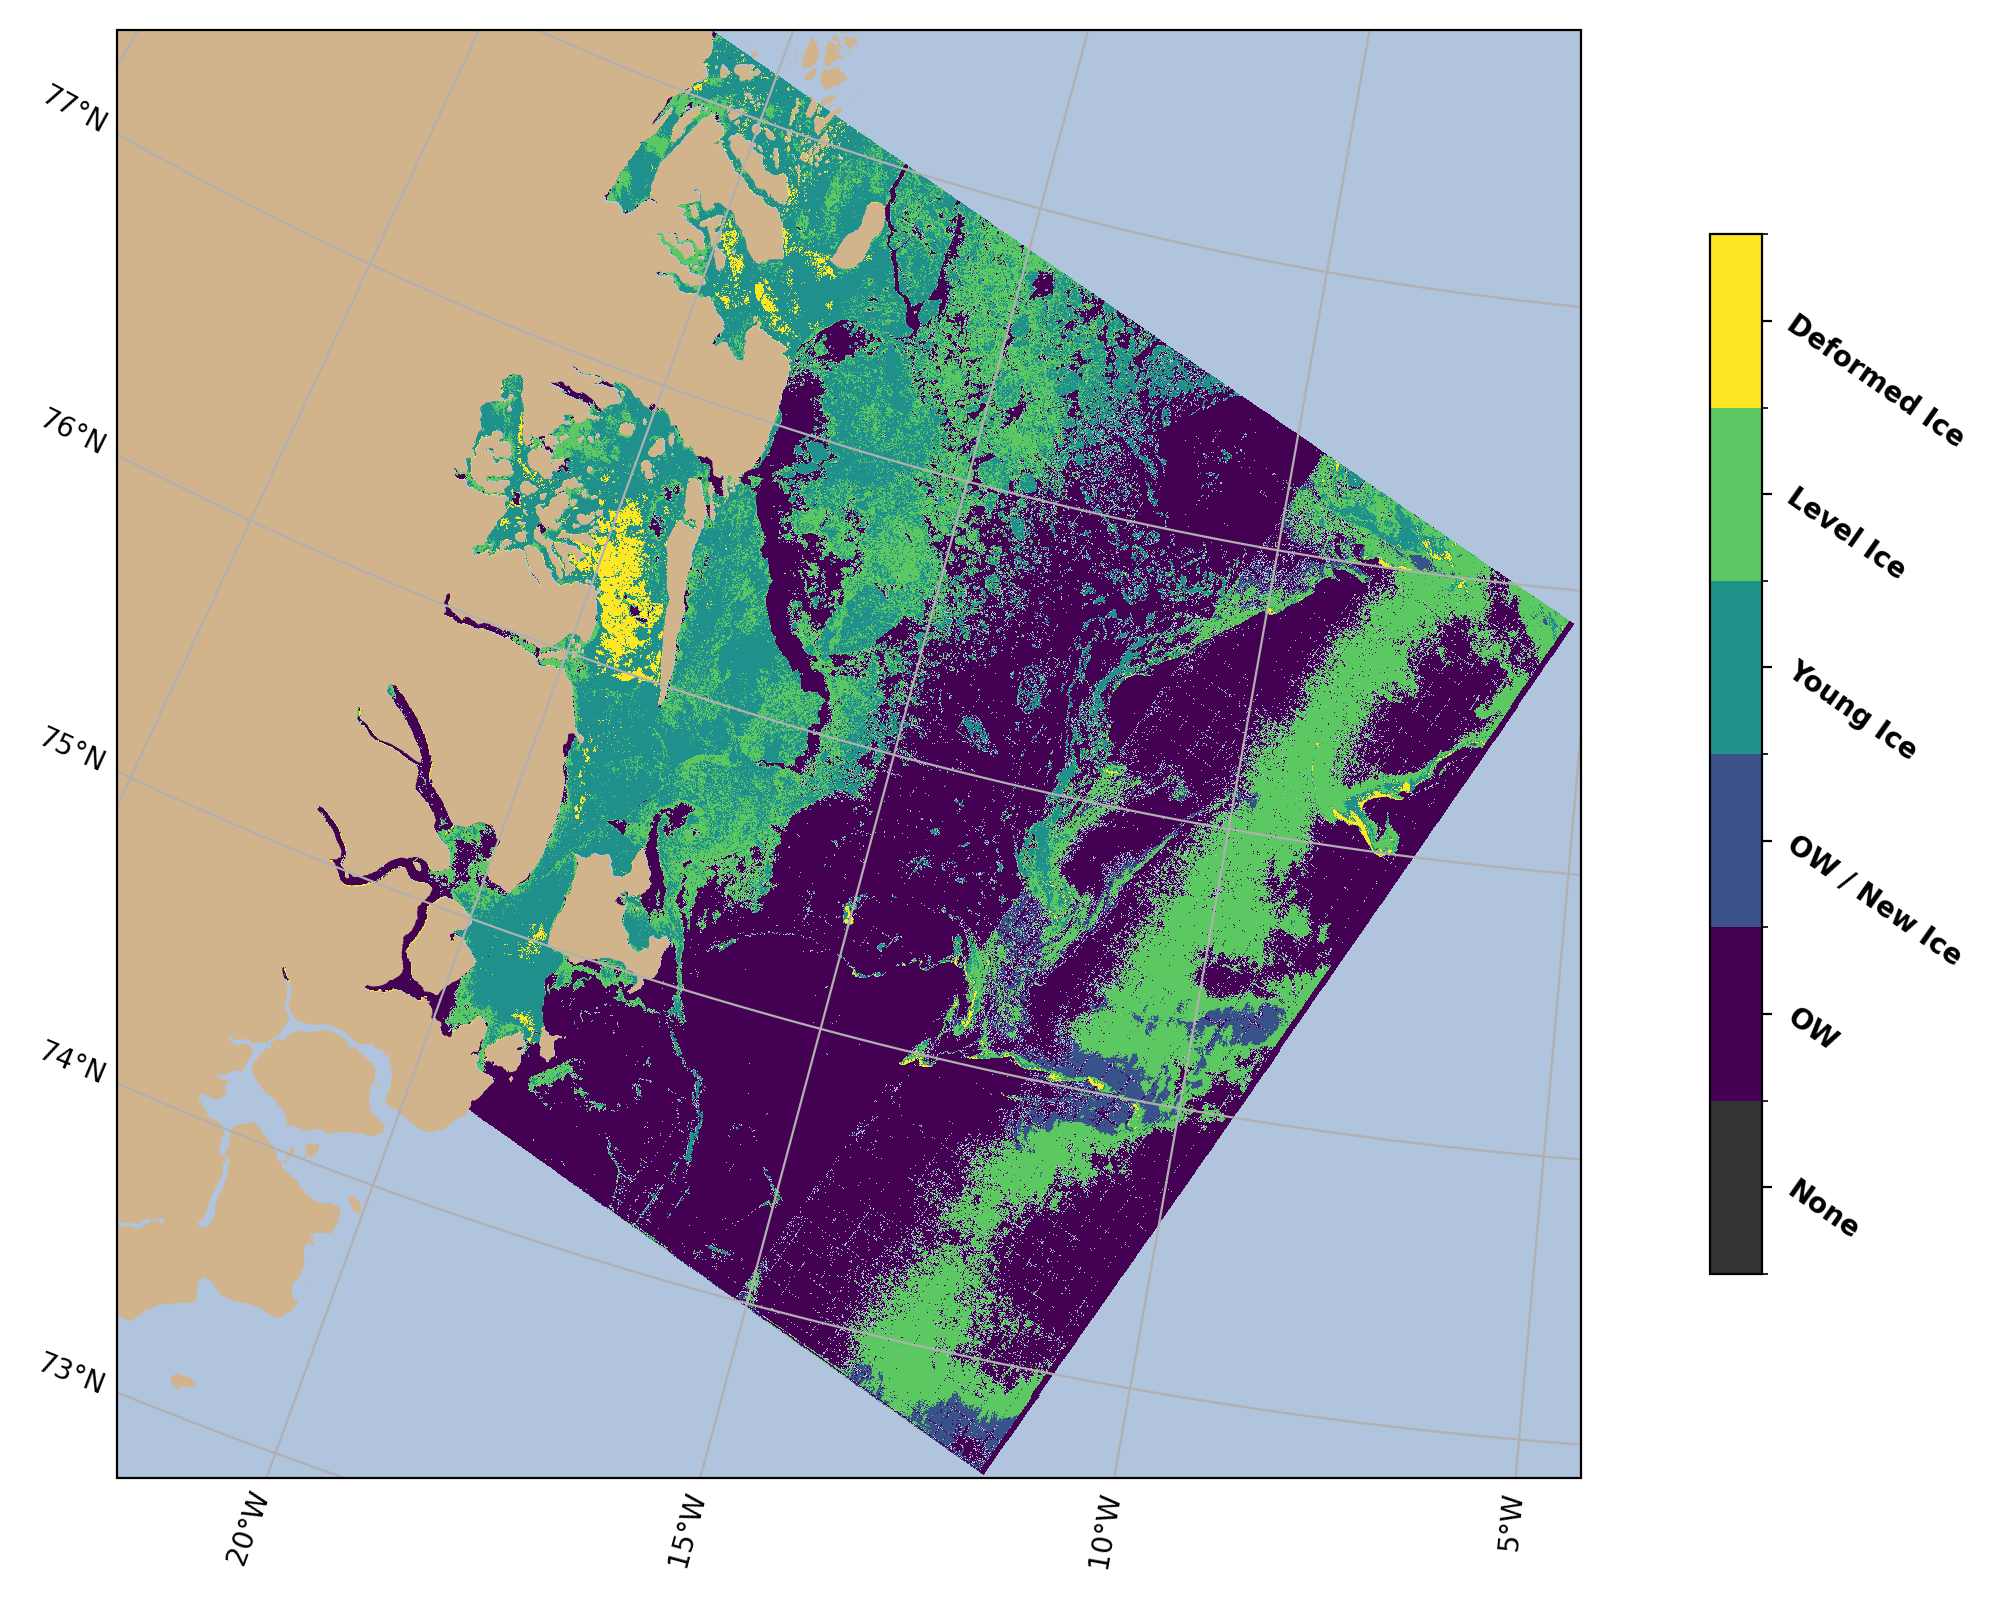 77°N
76°N
75°N
74°N
73°N
20°W
15°W
10°W
5°W
Deformed Ice
Level Ice
Young Ice
OW / New Ice
OW
None